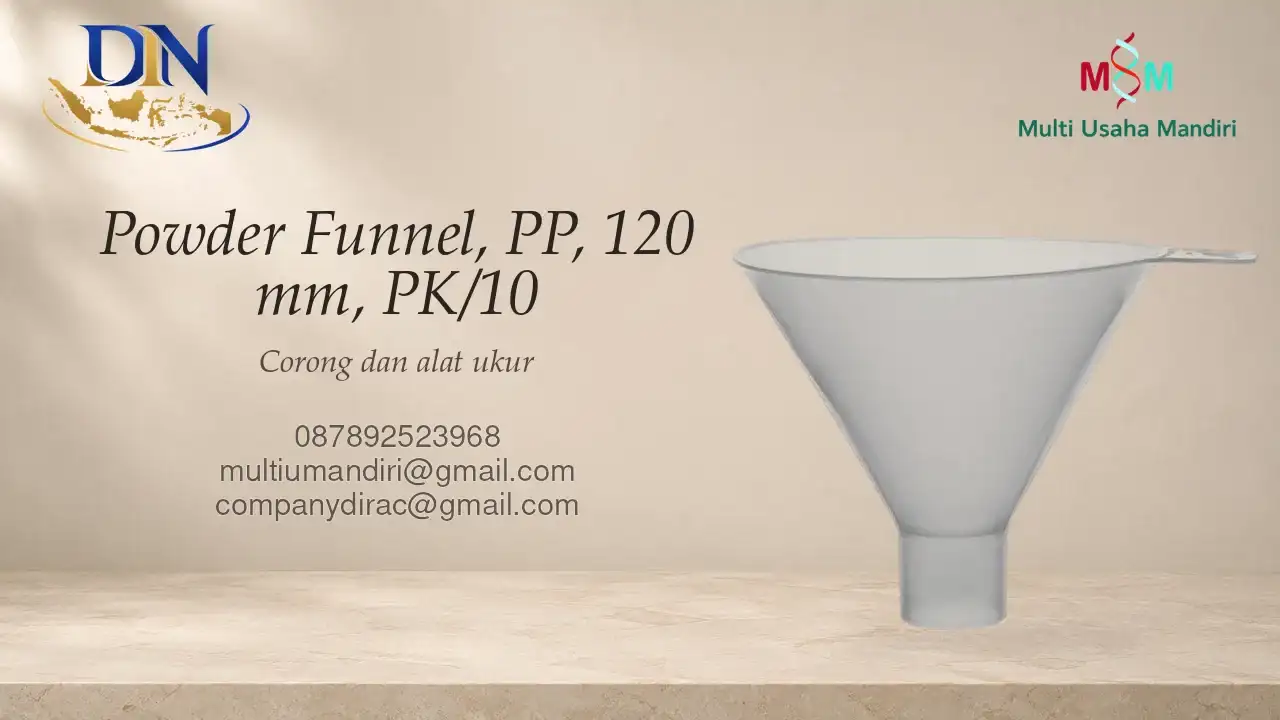 DIN
M M
Multi Usaha Mandiri
Powder Funnel, PP, 120
mm, PK/10
Corong dan alat ukur
087892523968
multiumandiri@gmail.com
companydirac@gmail.com